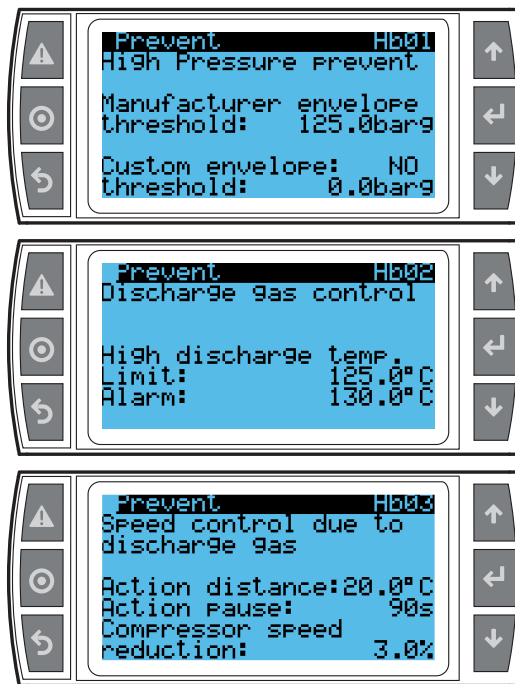 Prevent Hb01
High Pressure prevent
Manufacturer envelope
threshold: 125.0barg
Custom envelope: NO
threshold: 0.0barg
Prevent Hb02
Discharge gas control
High discharge temp.
Limit: 125.0°C
Alarm: 130.0°C
Prevent Hb03
Speed control due to
discharge gas
Action distance:20.0°C
Action pause: 90s
Compressor speed
reduction: 3.0%